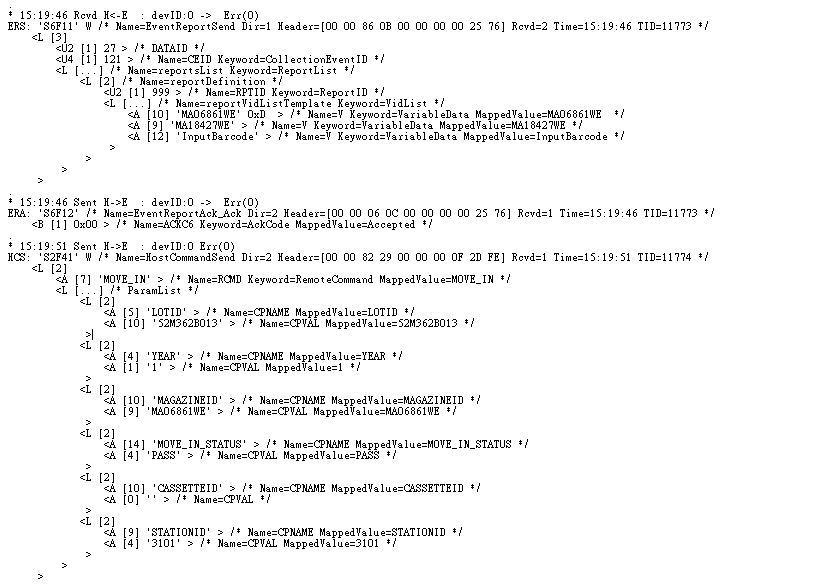 .
* 15:19:46 Rcvd H<-E  : devID:0 ->  Err(0)
ERS: 'S6F11' W /* Name=EventReportSend Dir=1 Header=[00 00 86 0B 00 00 00 00 25 76] Rcvd=2 Time=15:19:46 TID=11773 */
<L [3]
<U2 [1] 27 > /* DATAID */
<U4 [1] 121 > /* Name=CEID Keyword=CollectionEventID */
<L [...] /* Name=reportsList Keyword=ReportList */
<L [2] /* Name=reportDefinition */
<U2 [1] 999 > /* Name=RPTID Keyword=ReportID */
<L [...] /* Name=reportVidListTemplate Keyword=VidList */
<A [10] 'MA06861WE' 0xD  > /* Name=V Keyword=VariableData MappedValue=MA06861WE  */
<A [9] 'MA18427WE' > /* Name=V Keyword=VariableData MappedValue=MA18427WE */
<A [12] 'InputBarcode' > /* Name=V Keyword=VariableData MappedValue=InputBarcode */
>
>
>
>
.
* 15:19:46 Sent H->E  : devID:0 ->  Err(0)
ERA: 'S6F12' /* Name=EventReportAck_Ack Dir=2 Header=[00 00 06 0C 00 00 00 00 25 76] Rcvd=1 Time=15:19:46 TID=11773 */
<B [1] 0x00 > /* Name=ACKC6 Keyword=AckCode MappedValue=Accepted */
.
* 15:19:51 Sent H->E  : devID:0 Err(0)
HCS: 'S2F41' W /* Name=HostCommandSend Dir=2 Header=[00 00 82 29 00 00 00 0F 2D FE] Rcvd=1 Time=15:19:51 TID=11774 */
<L [2]
<A [7] 'MOVE_IN' > /* Name=RCMD Keyword=RemoteCommand MappedValue=MOVE_IN */
<L [...] /* ParamList */
<L [2]
<A [5] 'LOTID' > /* Name=CPNAME MappedValue=LOTID */
<A [10] '52M362B013' > /* Name=CPVAL MappedValue=52M362B013 */
>
<L [2]
<A [4] 'YEAR' > /* Name=CPNAME MappedValue=YEAR */
<A [1] '1' > /* Name=CPVAL MappedValue=1 */
>
<L [2]
<A [10] 'MAGAZINEID' > /* Name=CPNAME MappedValue=MAGAZINEID */
<A [9] 'MA06861WE' > /* Name=CPVAL MappedValue=MA06861WE */
>
<L [2]
<A [14] 'MOVE_IN_STATUS' > /* Name=CPNAME MappedValue=MOVE_IN_STATUS */
<A [4] 'PASS' > /* Name=CPVAL MappedValue=PASS */
>
<L [2]
<A [10] 'CASSETTEID' > /* Name=CPNAME MappedValue=CASSETTEID */
<A [0] '' > /* Name=CPVAL */
>
<L [2]
<A [9] 'STATIONID' > /* Name=CPNAME MappedValue=STATIONID */
<A [4] '3101' > /* Name=CPVAL MappedValue=3101 */
>
>
>